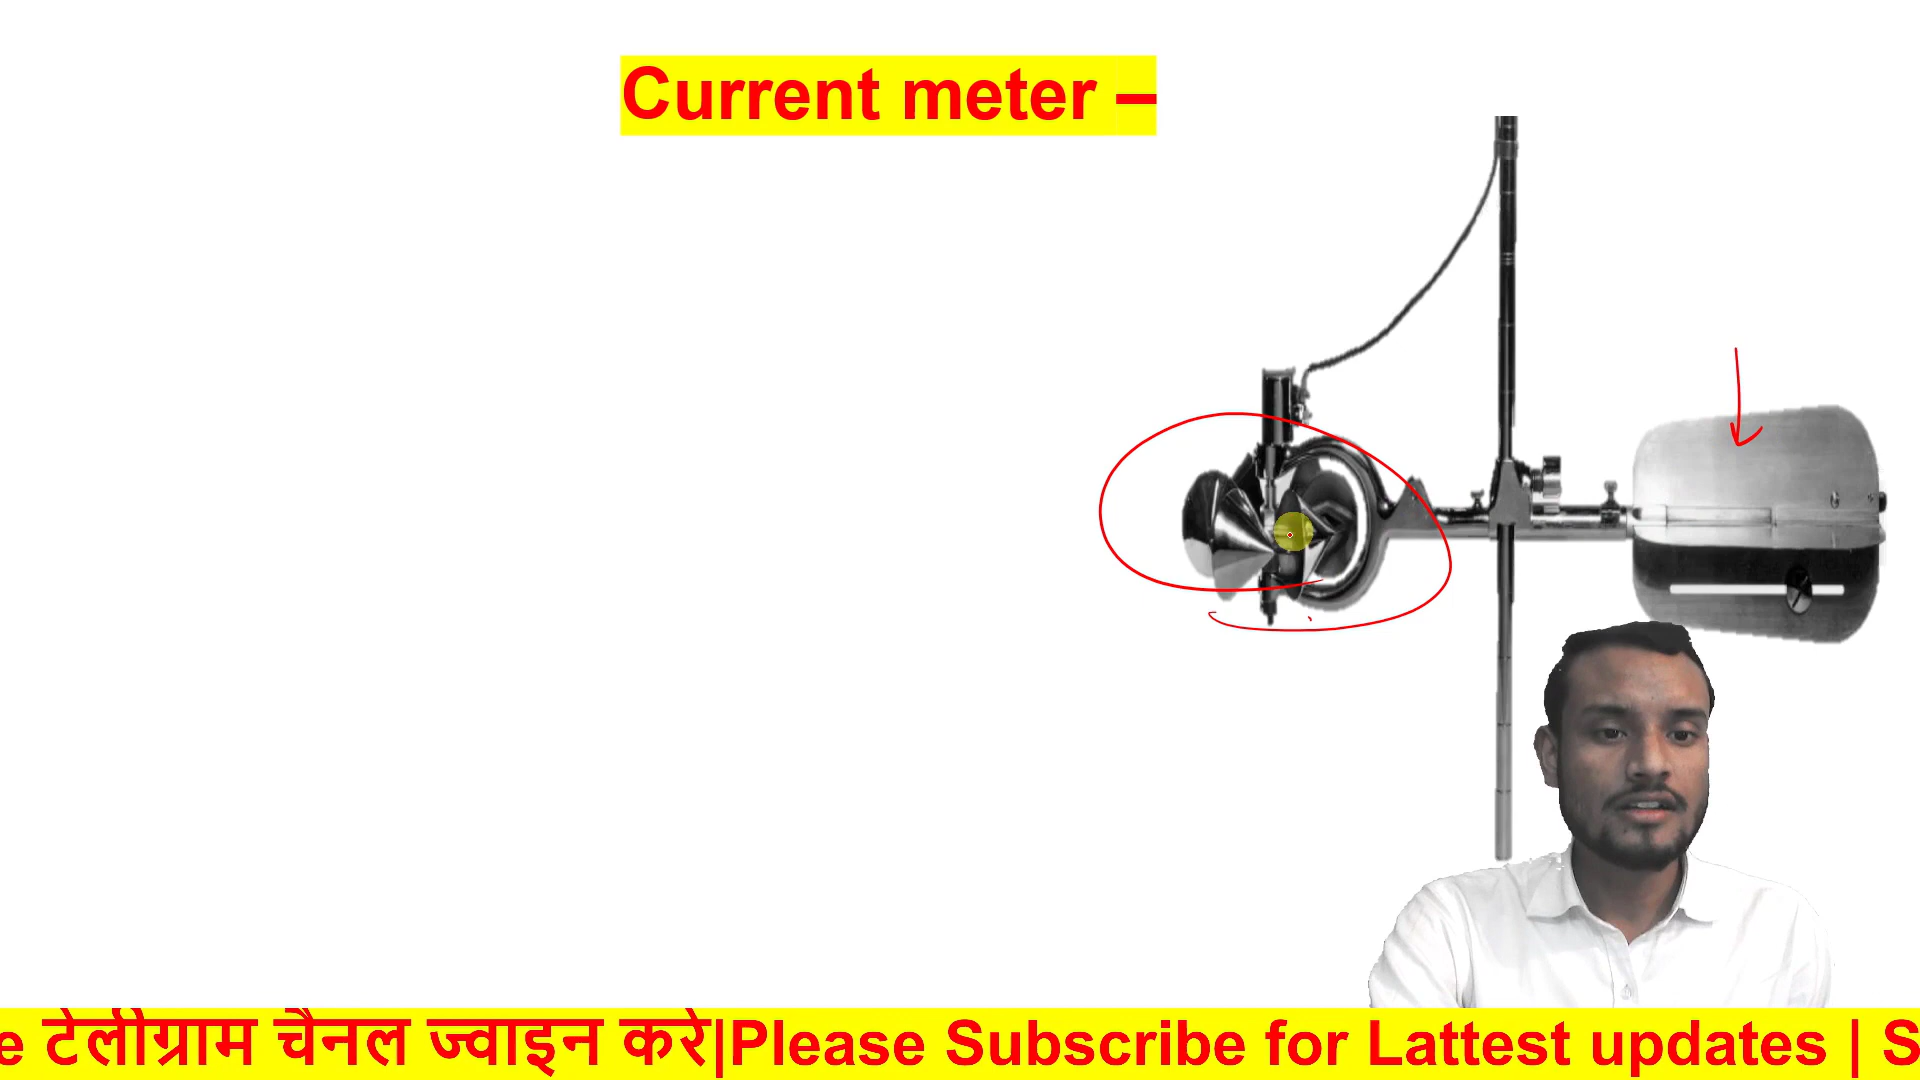 Current meter –
e टेलीग्राम चैनल ज्वाइन करे|Please Subscribe for Lattest updates | S